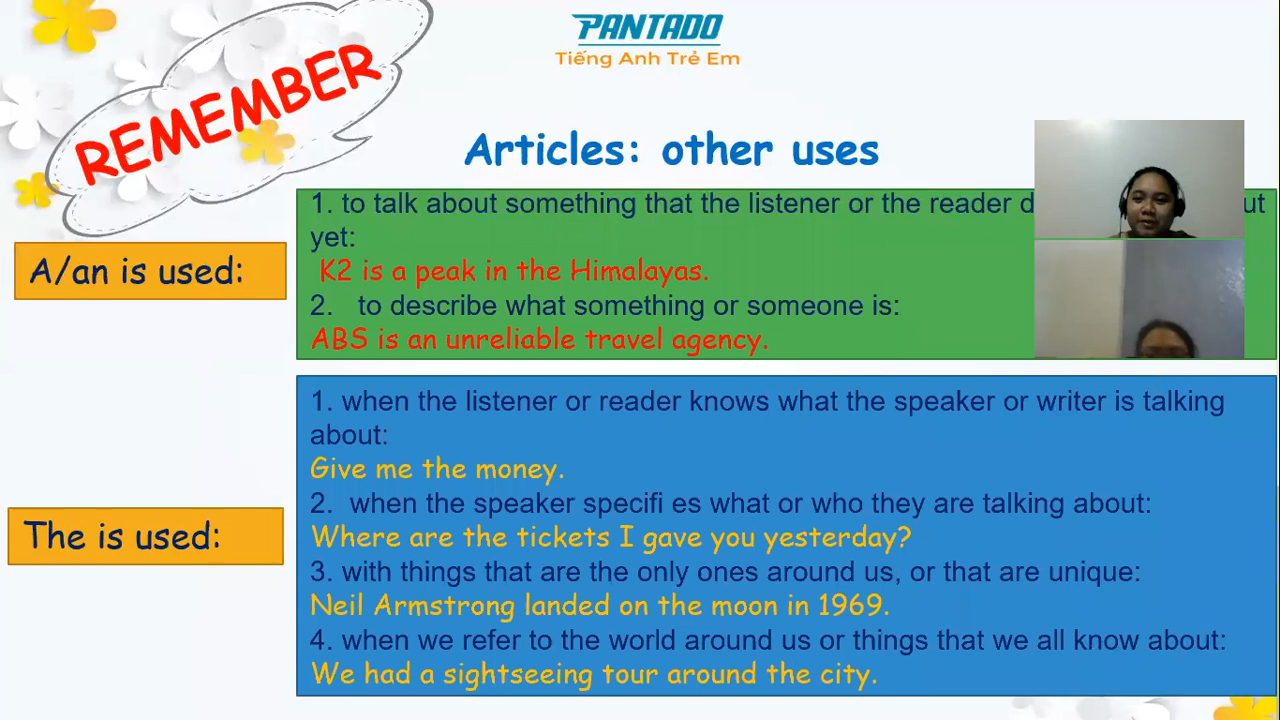 PANTADO
Tiếng Anh Trẻ Em
REMEMBER
Articles: other uses
A/an is used:
1. to talk about something that the listener or the reader
yet:
K2 is a peak in the Himalayas.
2. to describe what something or someone is:
ABS is an unreliable travel agency.
The is used:
1. when the listener or reader knows what the speaker or writer is talking
about:
Give me the money.
2. when the speaker specifi es what or who they are talking about:
Where are the tickets I gave you yesterday?
3. with things that are the only ones around us, or that are unique:
Neil Armstrong landed on the moon in 1969.
4. when we refer to the world around us or things that we all know about:
We had a sightseeing tour around the city.